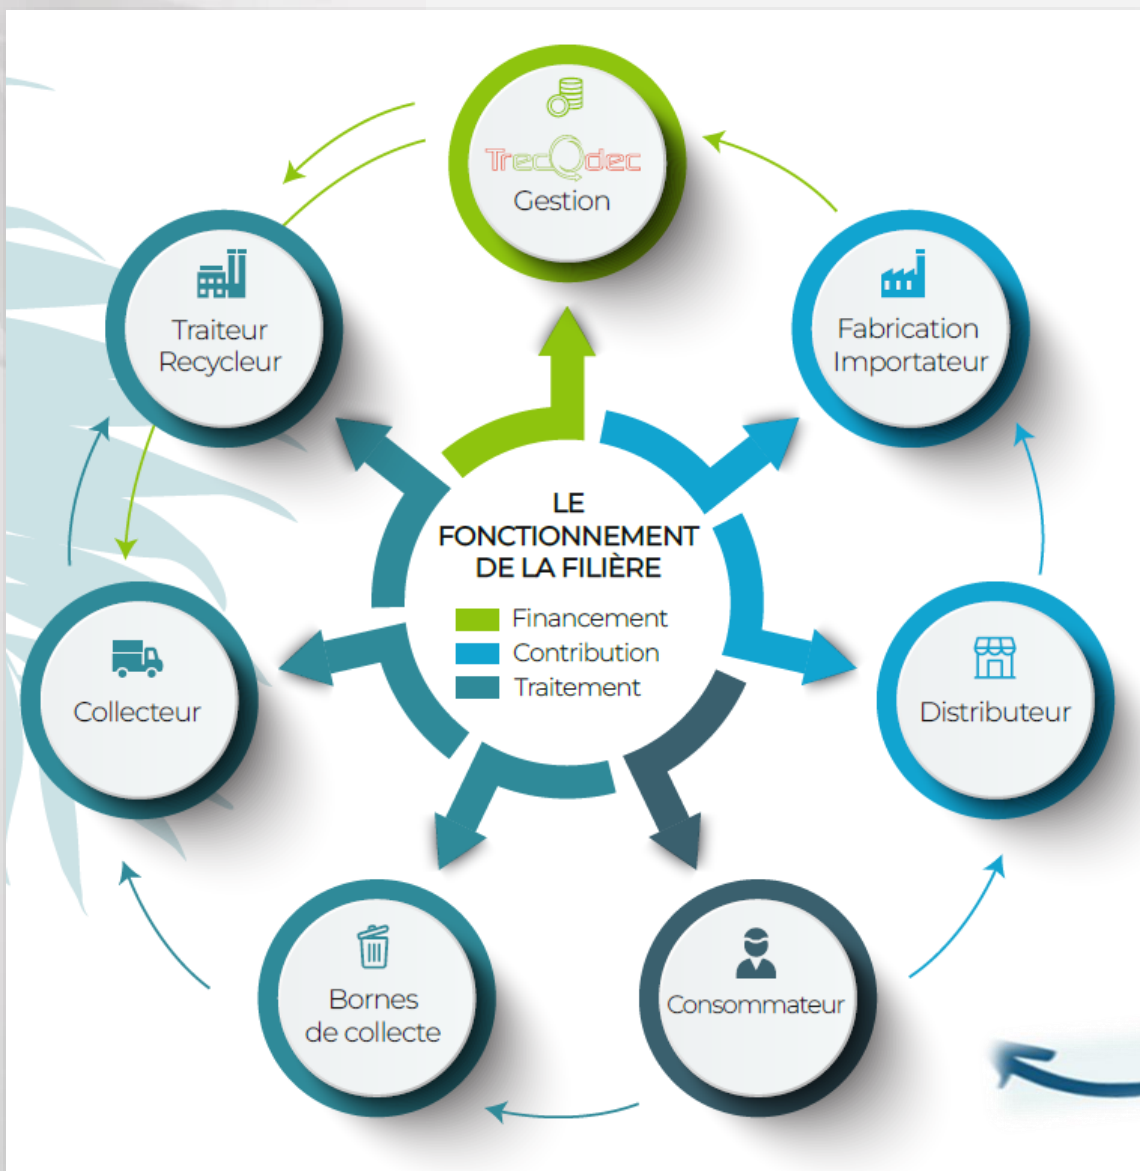 TrecOdec
Gestion
Traiteur
Recycleur
Fabrication
Importateur
LE
FONCTIONNEMENT
DE LA FILIÈRE
Financement
Contribution
Traitement
Collecteur
Distributeur
Bornes
de collecte
Consommateur